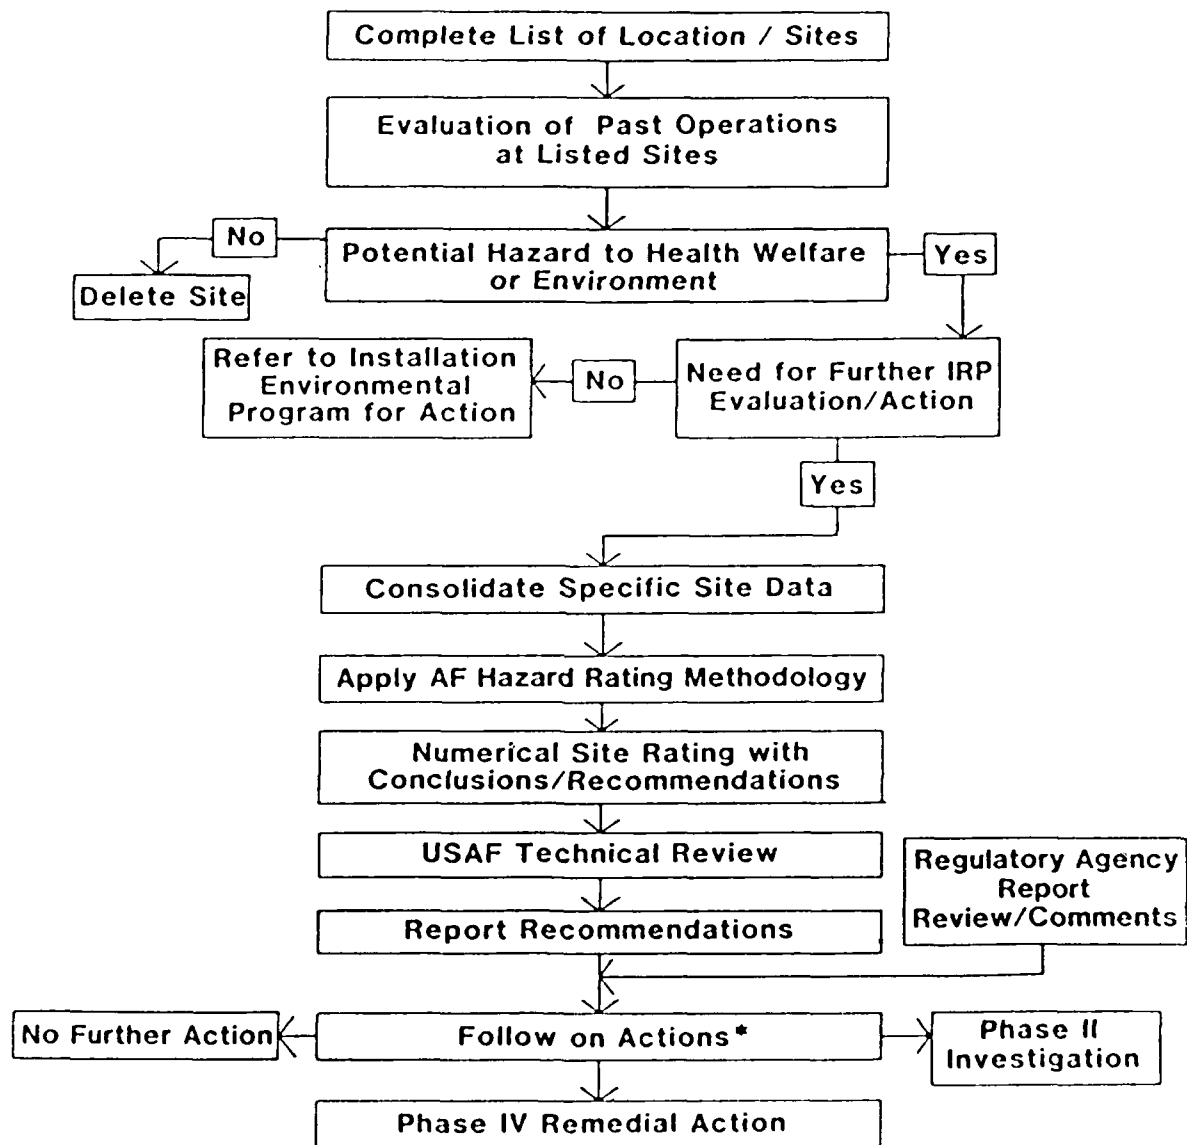 Complete List of Location / Sites
Evaluation of Past Operations
at Listed Sites
No
Potential Hazard to Health Welfare
or Environment
Yes
Delete Site
Refer to Installation
Environmental
Program for Action
No
Need for Further IRP
Evaluation/Action
Yes
Consolidate Specific Site Data
Apply AF Hazard Rating Methodology
Numerical Site Rating with
Conclusions/Recommendations
USAF Technical Review
Regulatory Agency
Report
Review/Comments
Report Recommendations
No Further Action
Follow on Actions*
Phase II
Investigation
Phase IV Remedial Action